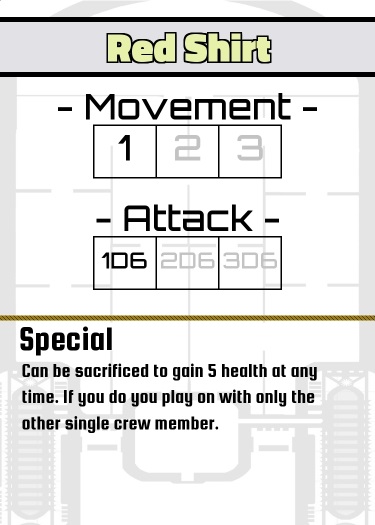 Red Shirt
- Movement -
1 2 3
- Attack -
1D6 2D6 3D6
Special
Can be sacrificed to gain 5 health at any
time. If you do you play on with only the
other single crew member.